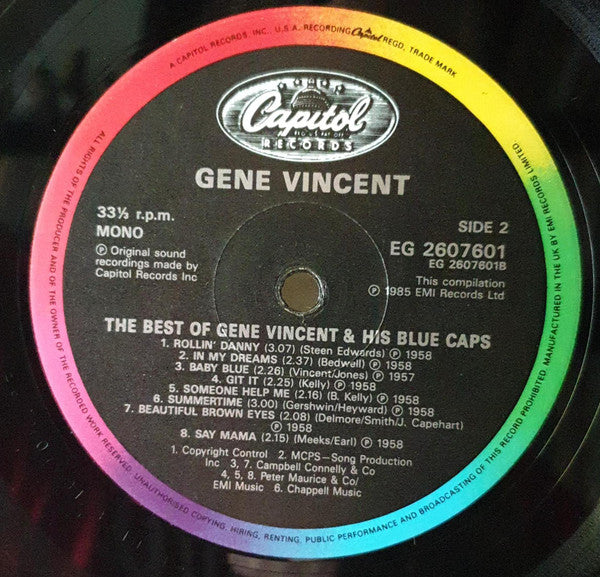 A CAPITOL RECORDS INC. U.S.A. RECORDING Capitol REGD. TRADE MARK
Capitol
RECORDS
GENE VINCENT
33⅓ r.p.m.
MONO
℗ Original sound
recordings made by
Capitol Records Inc
SIDE 2
EG 2607601
EG 2607601B
This compilation
℗ 1985 EMI Records Ltd
THE BEST OF GENE VINCENT & HIS BLUE CAPS
1. ROLLIN' DANNY (3.07) (Steen Edwards) ℗ 1958
2. IN MY DREAMS (2.37) (Bedwell) ℗ 1958
3. BABY BLUE (2.26) (Vincent/Jones) ℗ 1957
4. GIT IT (2.25) (Kelly) ℗ 1958
5. SOMEONE HELP ME (2.16) (B. Kelly) ℗ 1958
6. SUMMERTIME (3.00) (Gershwin/Heyward) ℗ 1958
7. BEAUTIFUL BROWN EYES (2.08) (Delmore/Smith/J. Capehart)
℗ 1958
8. SAY MAMA (2.15) (Meeks/Earl) ℗ 1958
1. Copyright Control 2. MCPS–Song Production
Inc 3, 7. Campbell Connelly & Co
4, 5, 8. Peter Maurice & Co/
EMI Music 6. Chappell Music
ALL RIGHTS OF THE PRODUCER AND OF THE OWNER OF THE RECORDED WORK RESERVED. UNAUTHORISED COPYING, HIRING, RENTING, PUBLIC PERFORMANCE AND BROADCASTING OF THIS RECORD PROHIBITED. MANUFACTURED IN THE UK BY EMI RECORDS LIMITED